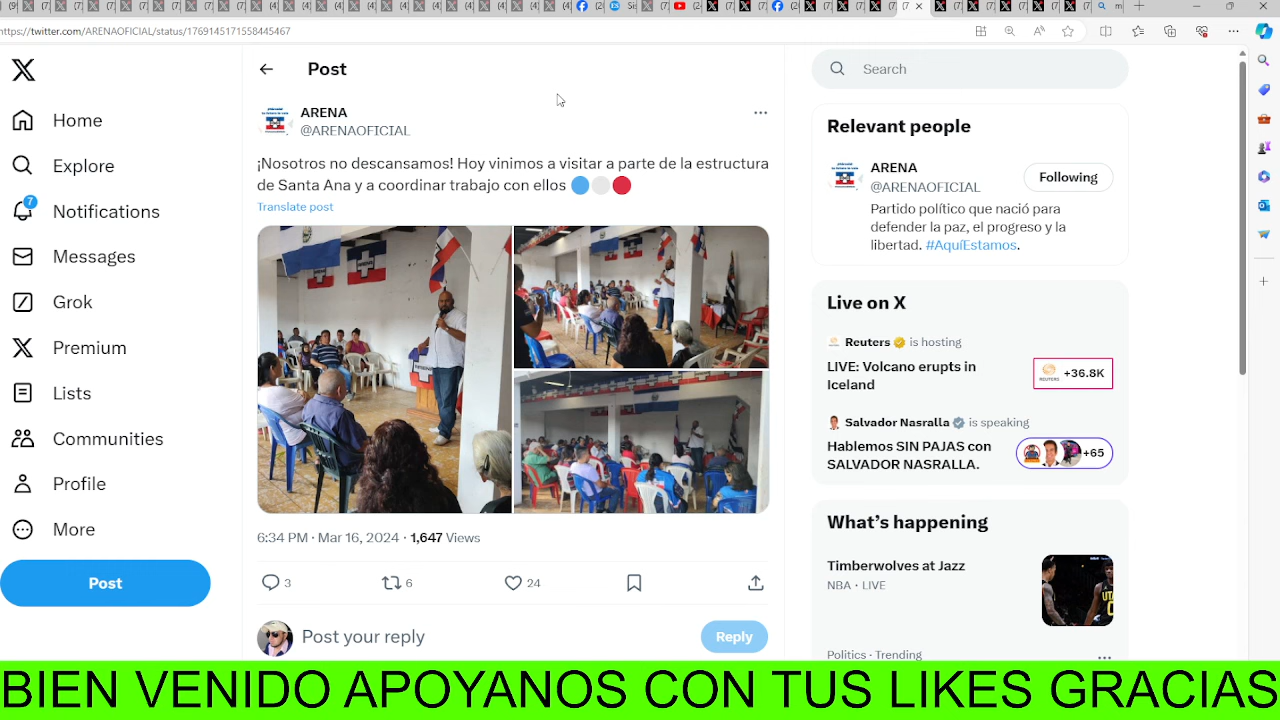 https://twitter.com/ARENAOFICIAL/status/1769145171558445467
Post
Search
ARENA
@ARENAOFICIAL
¡Nosotros no descansamos! Hoy vinimos a visitar a parte de la estructura
de Santa Ana y a coordinar trabajo con ellos
Translate post
6:34 PM · Mar 16, 2024 · 1,647 Views
3
6
24
Post your reply
Reply
Home
Explore
7
Notifications
Messages
Grok
Premium
Lists
Communities
Profile
More
Post
Relevant people
ARENA
@ARENAOFICIAL
Following
Partido político que nació para
defender la paz, el progreso y la
libertad. #AquíEstamos.
Live on X
Reuters is hosting
LIVE: Volcano erupts in
Iceland
REUTERS
+36.8K
Salvador Nasralla is speaking
Hablemos SIN PAJAS con
SALVADOR NASRALLA.
+65
What's happening
Timberwolves at Jazz
NBA · LIVE
Politics · Trending
BIEN VENIDO APOYANOS CON TUS LIKES GRACIAS